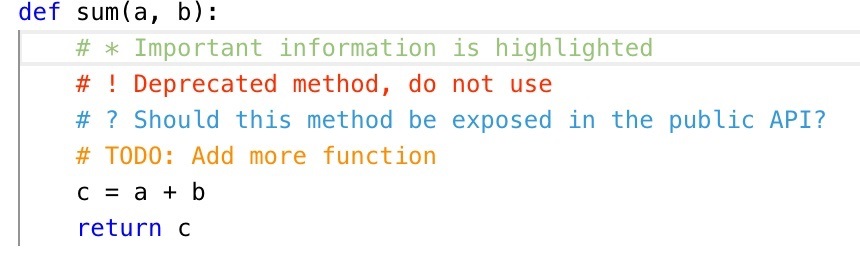 def sum(a, b):
    # * Important information is highlighted
    # ! Deprecated method, do not use
    # ? Should this method be exposed in the public API?
    # TODO: Add more function
    c = a + b
    return c